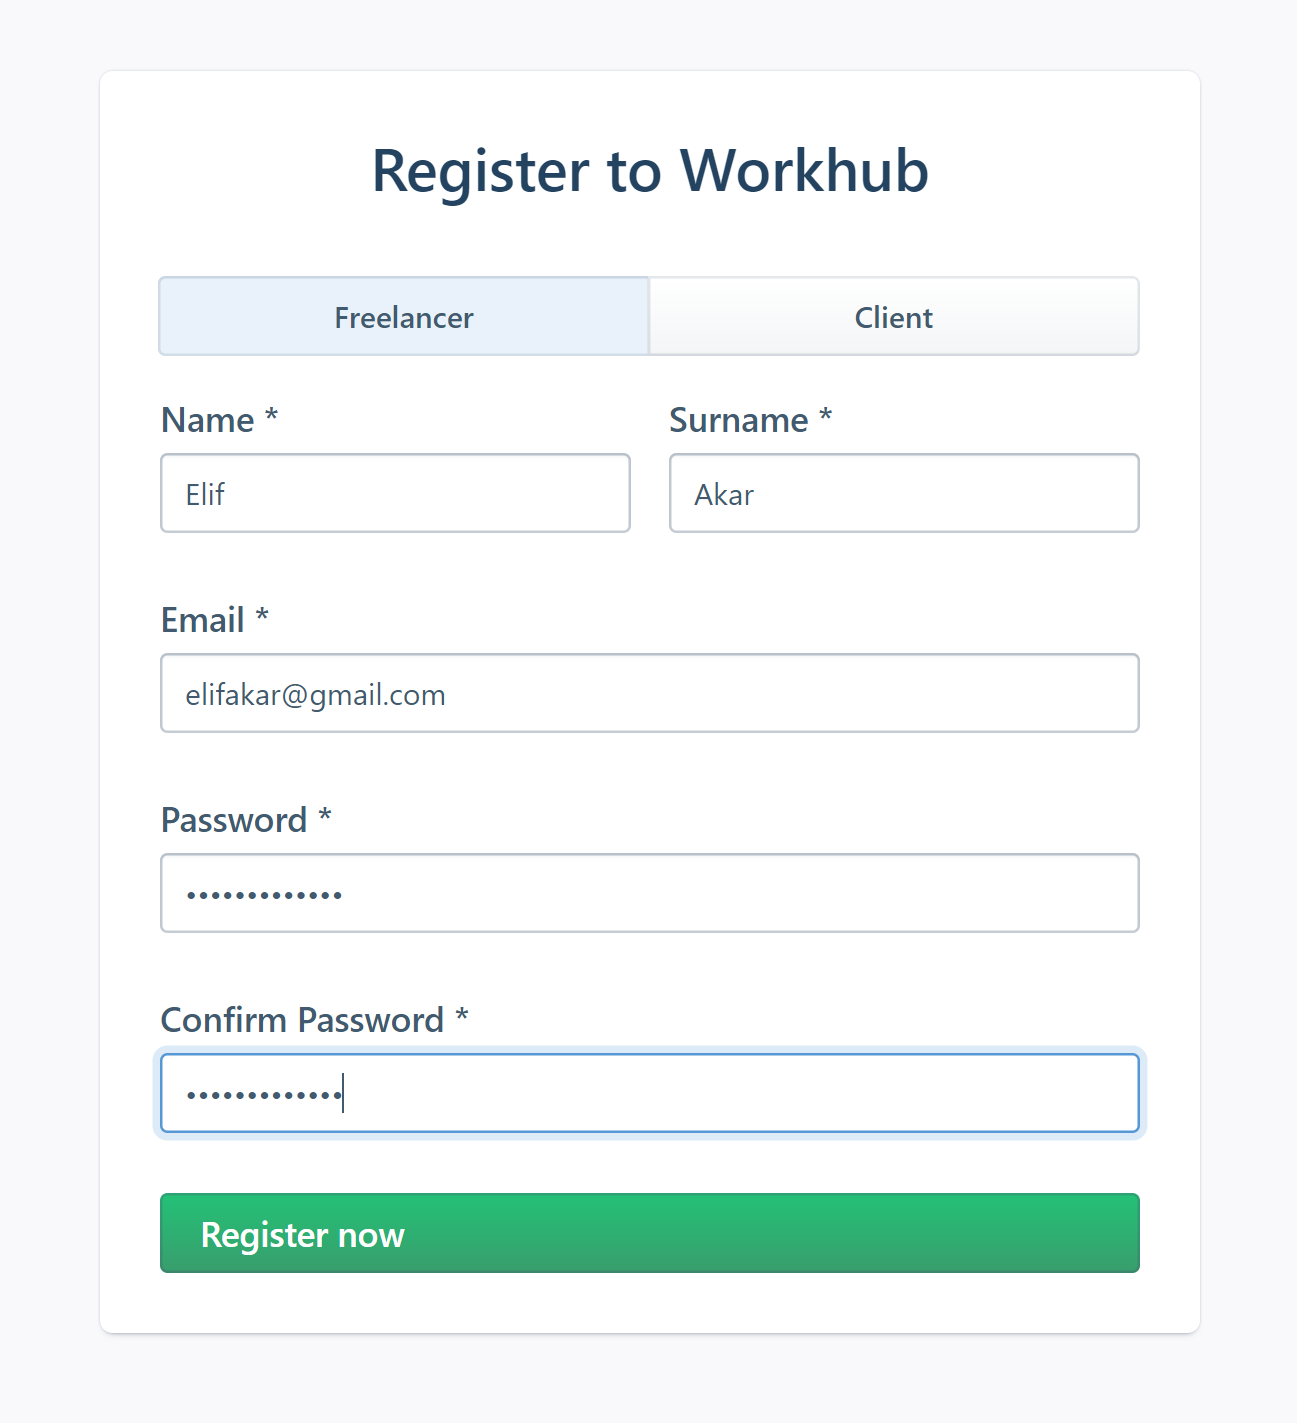 Register to Workhub
Freelancer Client
Name * Surname *
Elif Akar
Email *
elifakar@gmail.com
Password *
•••••••••••••
Confirm Password *
•••••••••••••
Register now